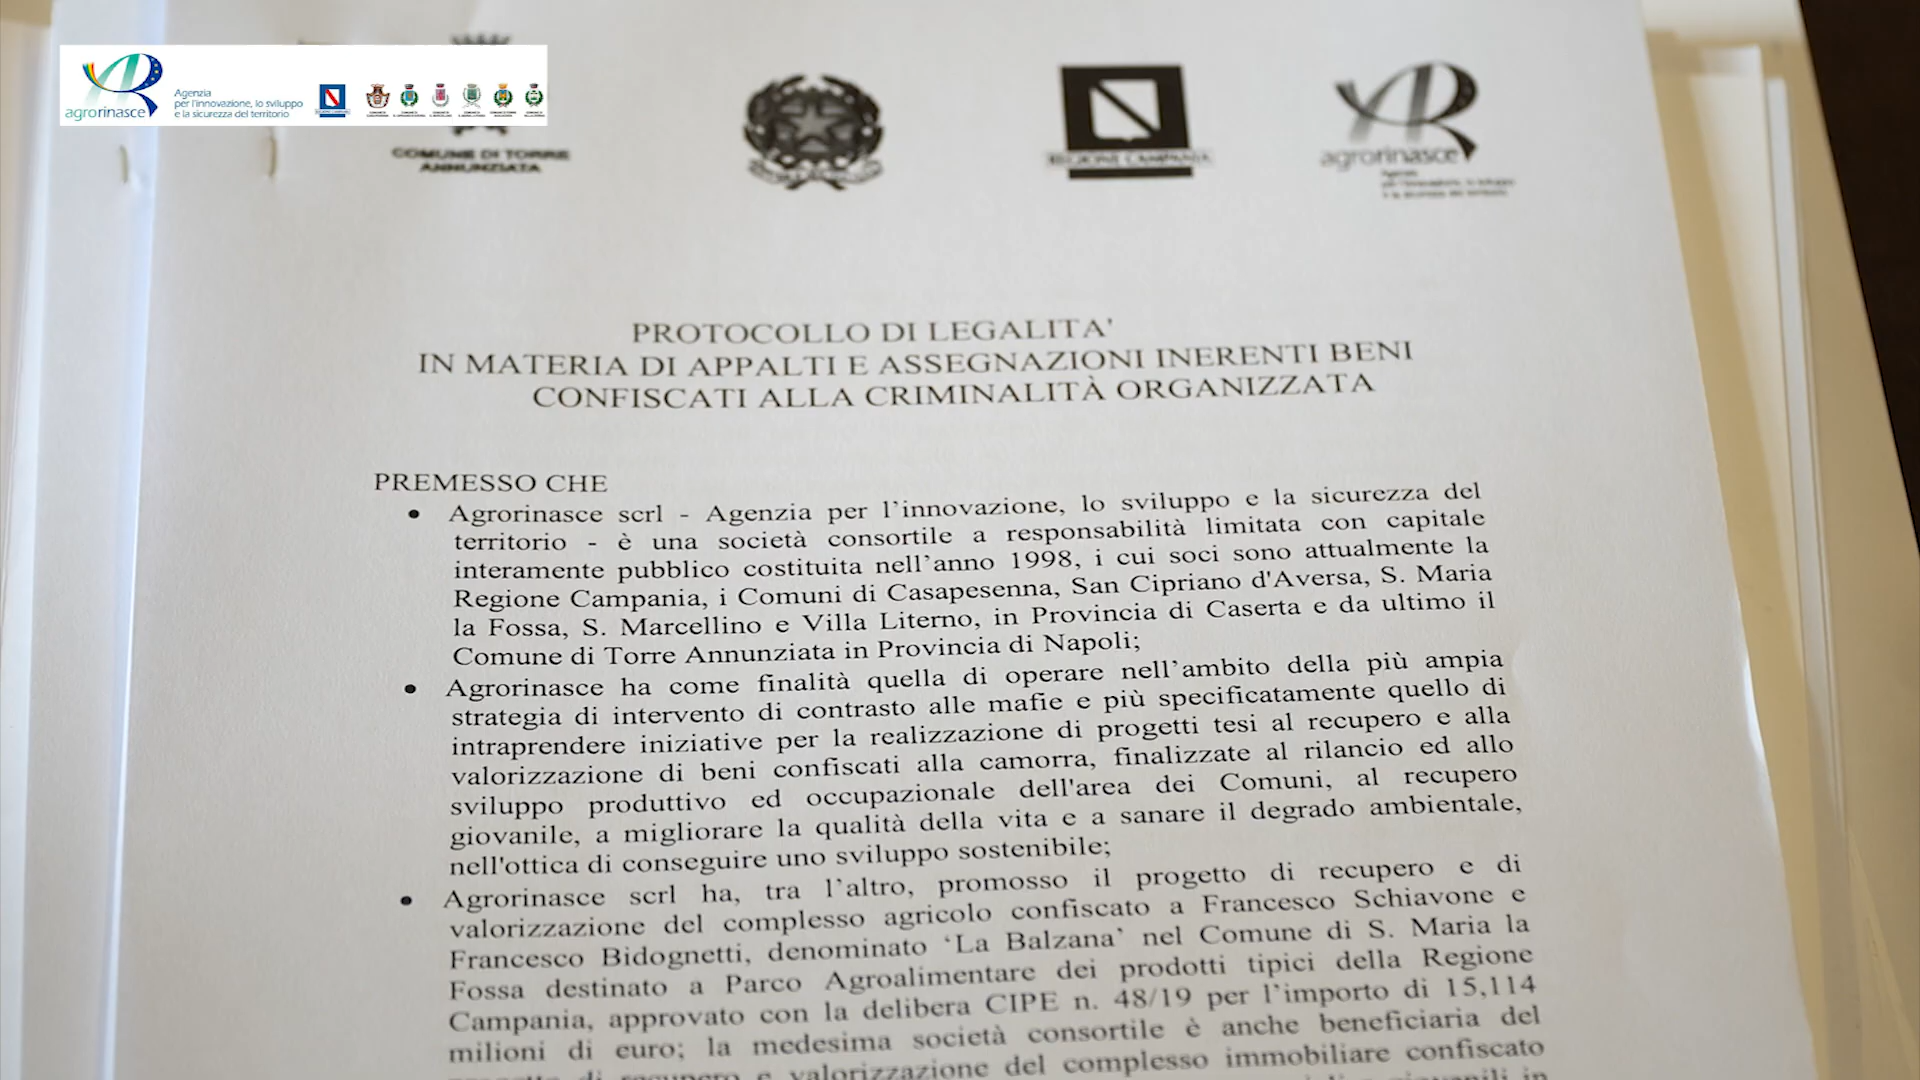 agrorinasce
Agenzia
per l'innovazione, lo sviluppo
e la sicurezza del territorio
COMUNE DI TORRE
ANNUNZIATA
REGIONE CAMPANIA
agrorinasce
PROTOCOLLO DI LEGALITA'
IN MATERIA DI APPALTI E ASSEGNAZIONI INERENTI BENI
CONFISCATI ALLA CRIMINALITÀ ORGANIZZATA
PREMESSO CHE
• Agrorinasce scrl - Agenzia per l'innovazione, lo sviluppo e la sicurezza del
territorio - è una società consortile a responsabilità limitata con capitale
interamente pubblico costituita nell'anno 1998, i cui soci sono attualmente la
Regione Campania, i Comuni di Casapesenna, San Cipriano d'Aversa, S. Maria
la Fossa, S. Marcellino e Villa Literno, in Provincia di Caserta e da ultimo il
Comune di Torre Annunziata in Provincia di Napoli;
• Agrorinasce ha come finalità quella di operare nell'ambito della più ampia
strategia di intervento di contrasto alle mafie e più specificatamente quello di
intraprendere iniziative per la realizzazione di progetti tesi al recupero e alla
valorizzazione di beni confiscati alla camorra, finalizzate al rilancio ed allo
sviluppo produttivo ed occupazionale dell'area dei Comuni, al recupero
giovanile, a migliorare la qualità della vita e a sanare il degrado ambientale,
nell'ottica di conseguire uno sviluppo sostenibile;
• Agrorinasce scrl ha, tra l'altro, promosso il progetto di recupero e di
valorizzazione del complesso agricolo confiscato a Francesco Schiavone e
Francesco Bidognetti, denominato 'La Balzana' nel Comune di S. Maria la
Fossa destinato a Parco Agroalimentare dei prodotti tipici della Regione
Campania, approvato con la delibera CIPE n. 48/19 per l'importo di 15,114
milioni di euro; la medesima società consortile è anche beneficiaria del
progetto di recupero e valorizzazione del complesso immobiliare confiscato